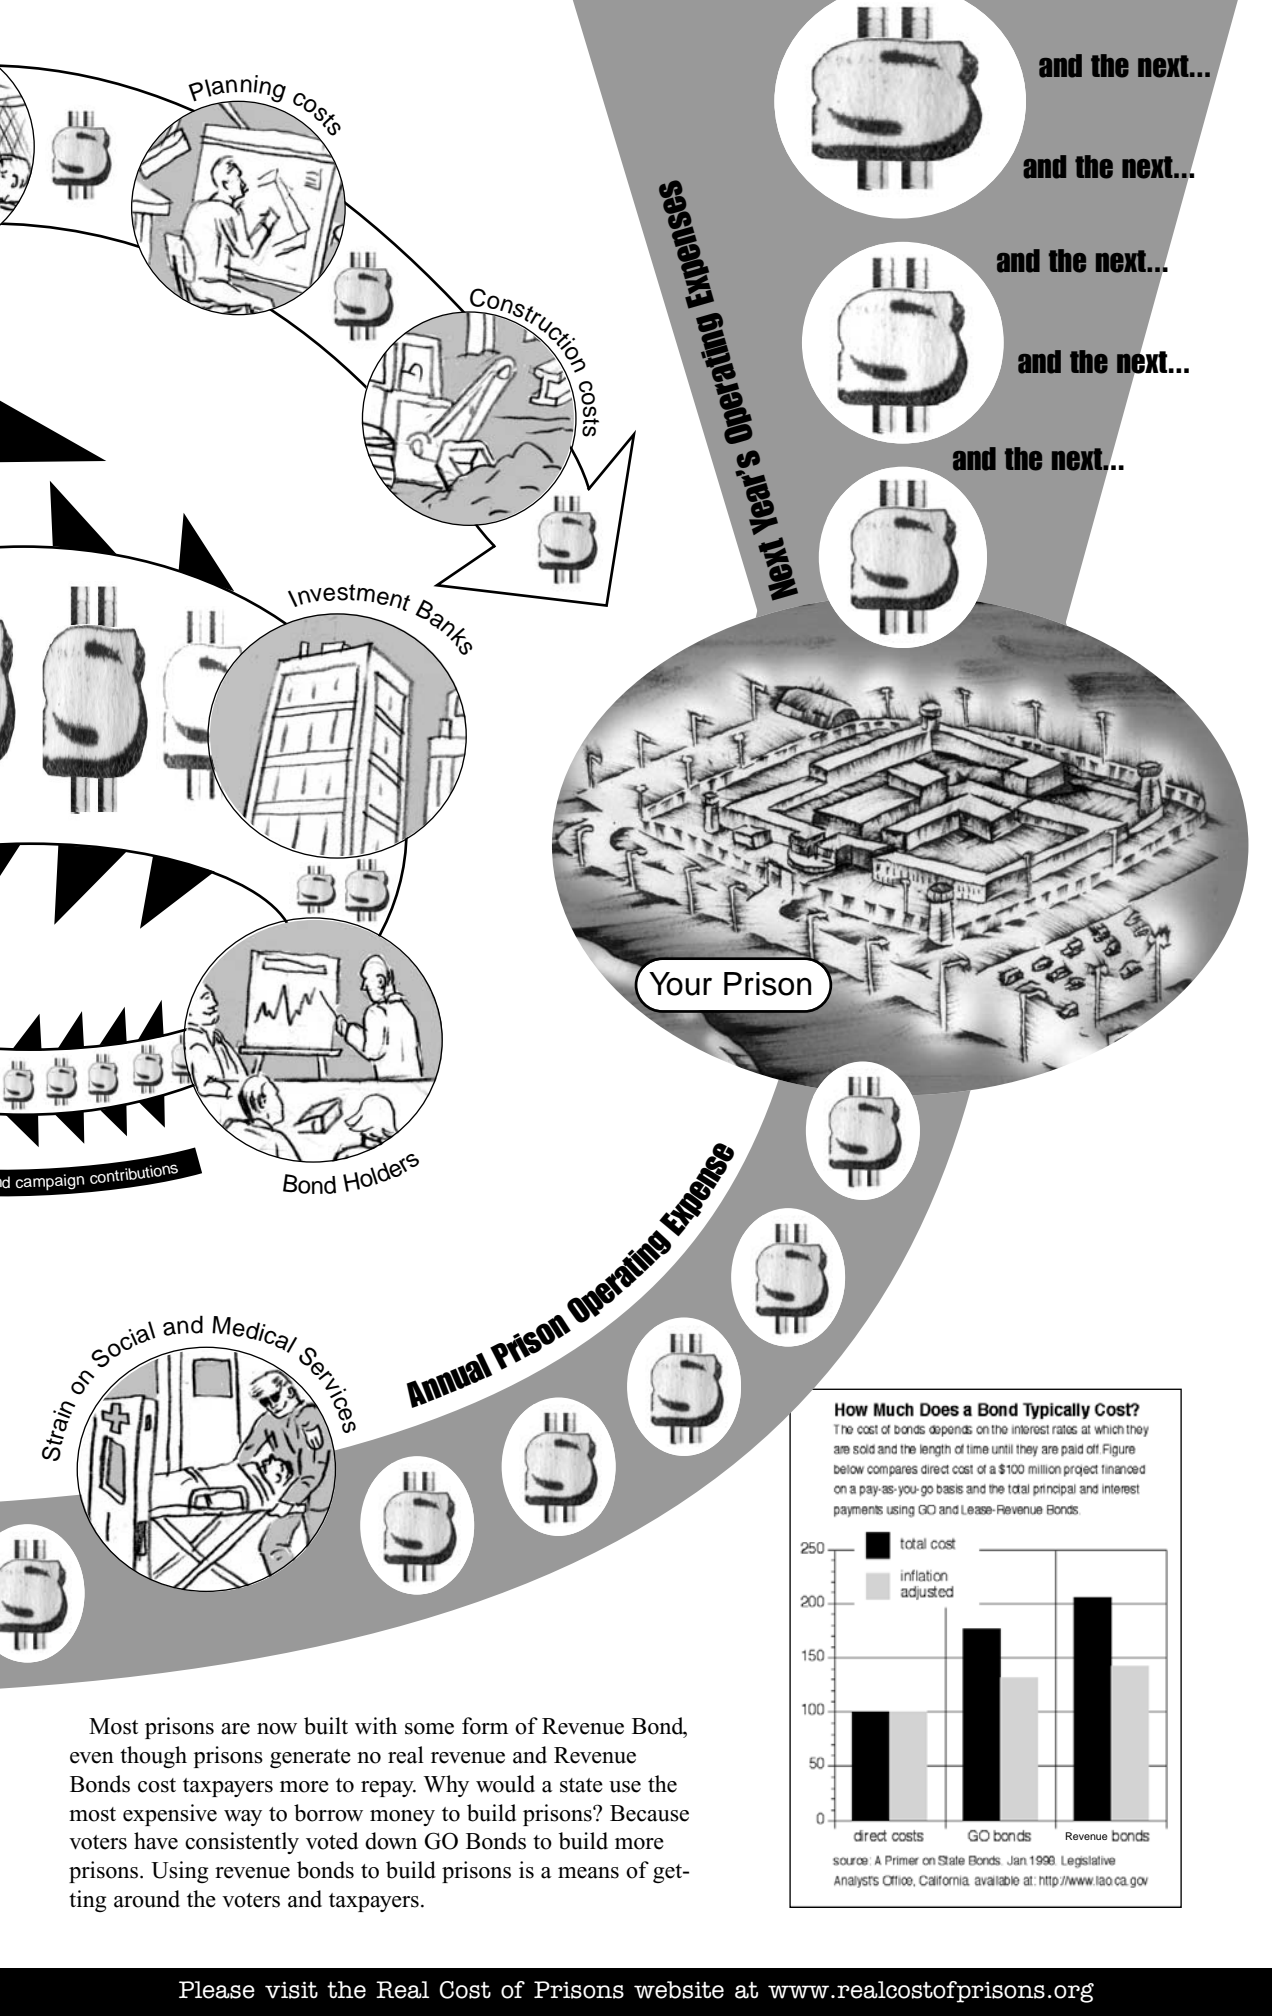 Planning costs
Construction costs
and the next...
and the next...
and the next...
and the next...
and the next...
Next Year's Operating Expenses
Investment Banks
Your Prison
Bond Holders
campaign contributions
Annual Prison Operating Expense
Strain on Social and Medical Services
How Much Does a Bond Typically Cost?
The cost of bonds depends on the interest rates at which they
are sold and the length of time until they are paid off. Figure
below compares direct cost of a $100 million project financed
on a pay-as-you-go basis and the total principal and interest
payments using GO and Lease-Revenue Bonds.
total cost
inflation
adjusted
250
200
150
100
50
0
direct costs
GO bonds
Revenue bonds
source: A Primer on State Bonds. Jan.1998. Legislative
Analyst's Office, California. available at: http://www.lao.ca.gov
Most prisons are now built with some form of Revenue Bond,
even though prisons generate no real revenue and Revenue
Bonds cost taxpayers more to repay. Why would a state use the
most expensive way to borrow money to build prisons? Because
voters have consistently voted down GO Bonds to build more
prisons. Using revenue bonds to build prisons is a means of get-
ting around the voters and taxpayers.
Please visit the Real Cost of Prisons website at www.realcostofprisons.org